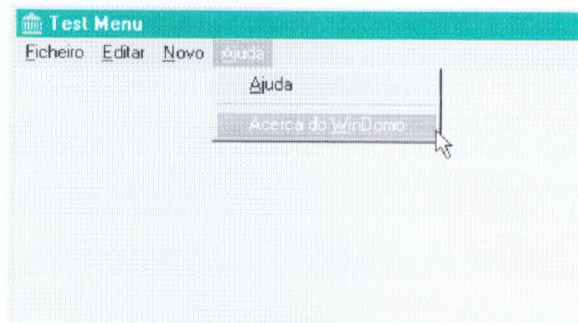 Test Menu
Ficheiro Editar Novo Ajuda
Ajuda
Acerca do WinDomo